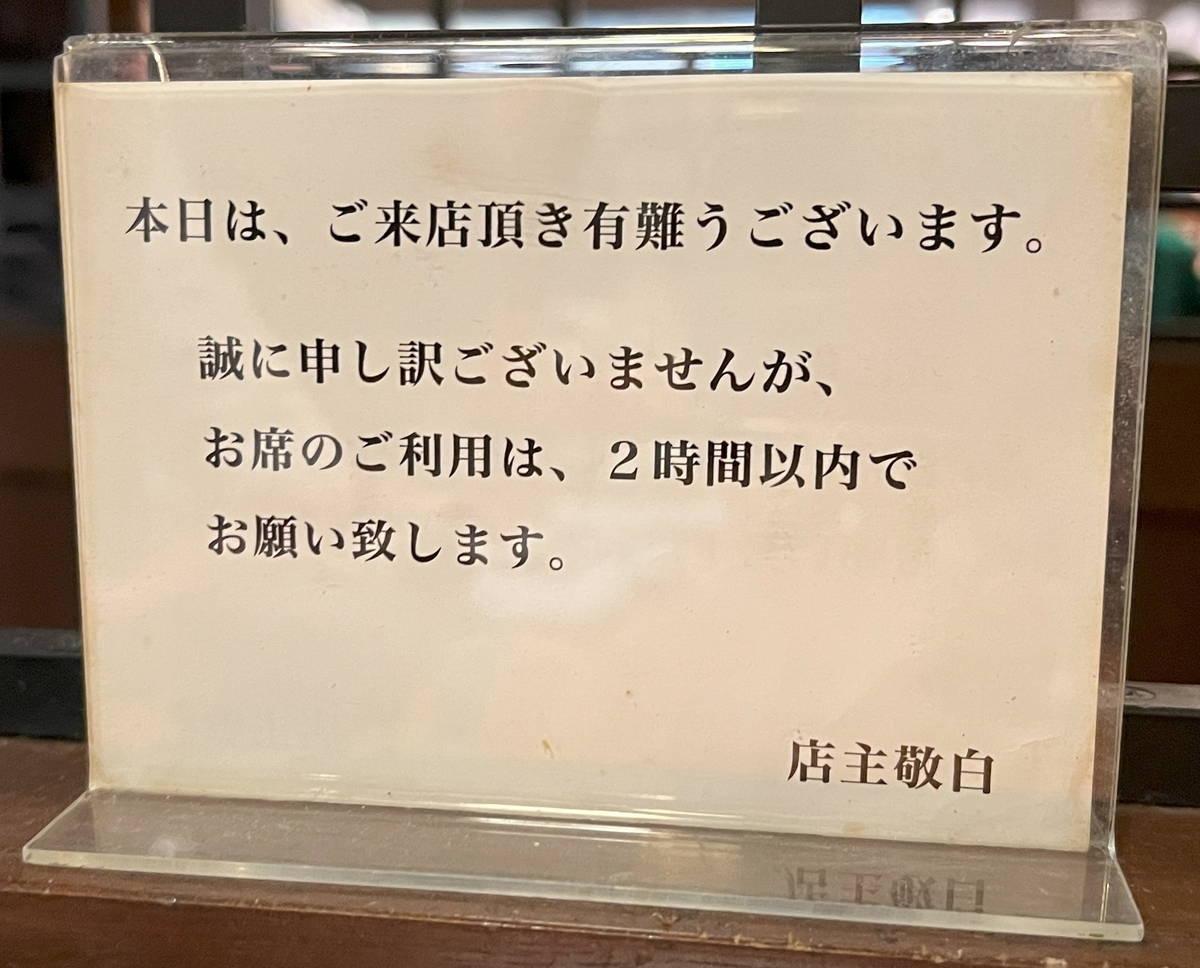 本日は、ご来店頂き有難うございます。
誠に申し訳ございませんが、
お席のご利用は、２時間以内で
お願い致します。
店主敬白